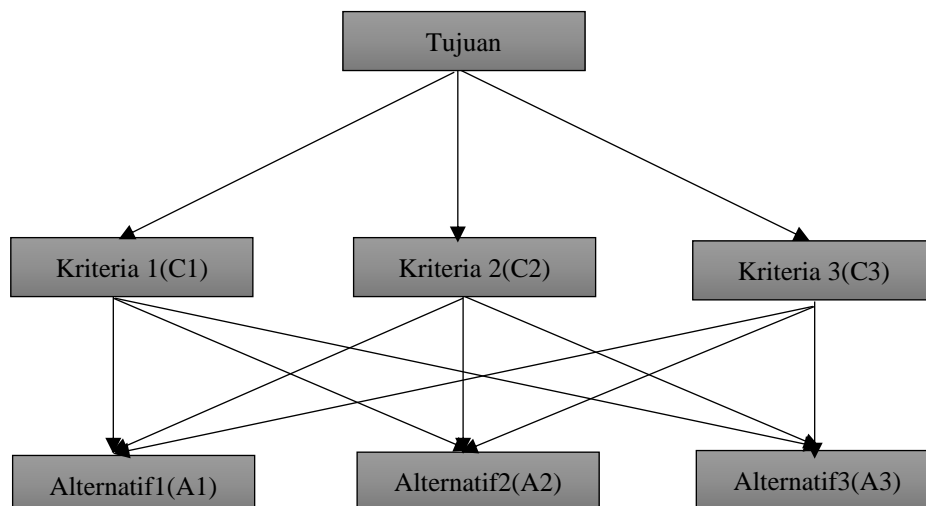 Tujuan
Kriteria 1(C1)
Kriteria 2(C2)
Kriteria 3(C3)
Alternatif1(A1)
Alternatif2(A2)
Alternatif3(A3)